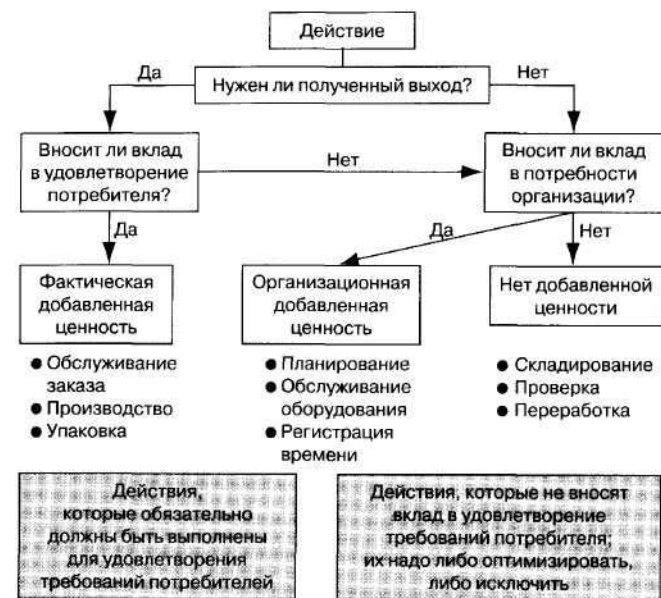 Действие
Да
Нужен ли полученный выход?
Нет
Вносит ли вклад
в удовлетворение
потребителя?
Нет
Вносит ли вклад
в потребности
организации?
Да
Да
Нет
Фактическая
добавленная
ценность
Организационная
добавленная
ценность
Нет добавленной
ценности
● Обслуживание
заказа
● Производство
● Упаковка
● Планирование
● Обслуживание
оборудования
● Регистрация
времени
● Складирование
● Проверка
● Переработка
Действия,
которые обязательно
должны быть выполнены
для удовлетворения
требований потребителей
Действия, которые не вносят
вклад в удовлетворение
требований потребителя;
их надо либо оптимизировать,
либо исключить